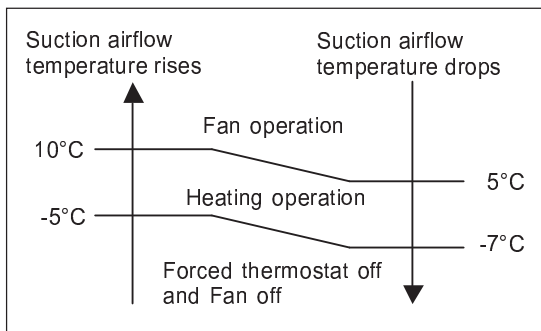 Suction airflow
temperature rises
Suction airflow
temperature drops
Fan operation
10°C
5°C
Heating operation
-5°C
-7°C
Forced thermostat off
and Fan off